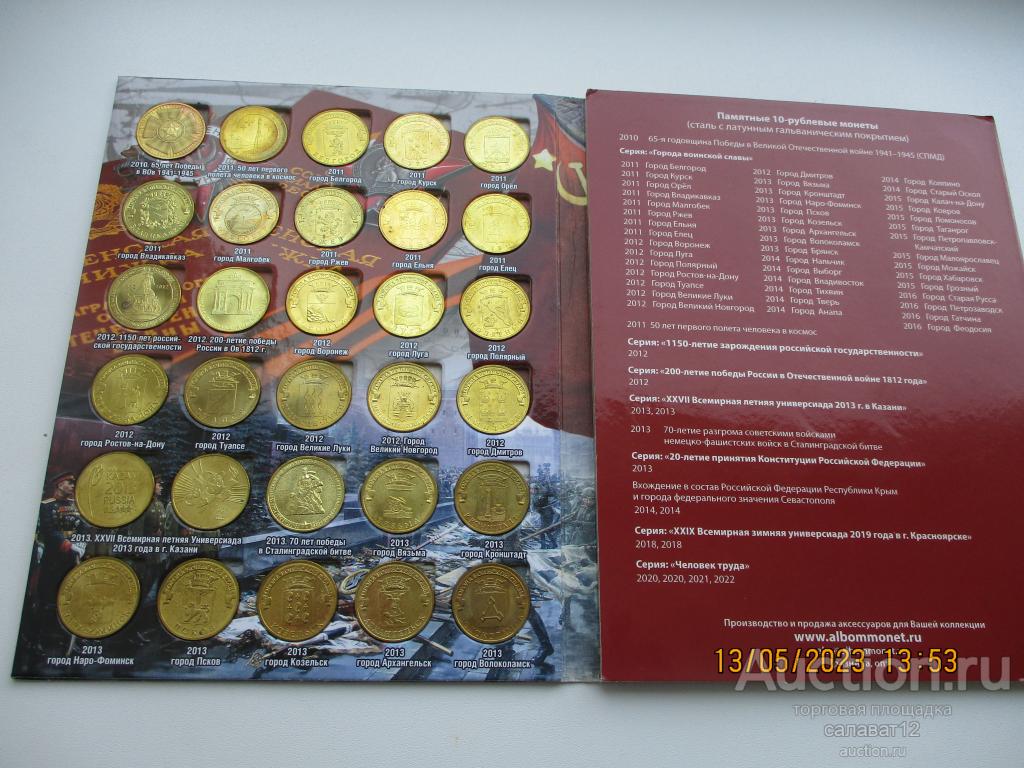 2010. 65 лет Победы
в ВОв 1941-1945
2011. 50 лет первого
полета человека в космос
2011
город Белгород
2011
город Курск
2011
город Орёл
2011
город Владикавказ
2011
город Малгобек
2011
город Ржев
2011
город Ельня
2011
город Елец
2012. 1150 лет россий-
ской государственности
2012. 200-летие победы
России в Ов 1812 г.
2012
город Воронеж
2012
город Луга
2012
город Полярный
2012
город Ростов-на-Дону
2012
город Туапсе
2012
город Великие Луки
2012. Город
Великий Новгород
2012
город Дмитров
2013. XXVII Всемирная летняя Универсиада
2013 года в г. Казани
2013. 70 лет победы
в Сталинградской битве
2013
город Вязьма
2013
город Кронштадт
2013
город Наро-Фоминск
2013
город Псков
2013
город Козельск
2013
город Архангельск
2013
город Волоколамск
Памятные 10-рублевые монеты
(сталь с латунным гальваническим покрытием)
2010 65-я годовщина Победы в Великой Отечественной войне 1941–1945 (СПМД)
Серия: «Города воинской славы»
2011 Город Белгород
2011 Город Курск
2011 Город Орёл
2011 Город Владикавказ
2011 Город Малгобек
2011 Город Ржев
2011 Город Ельня
2011 Город Елец
2012 Город Воронеж
2012 Город Луга
2012 Город Полярный
2012 Город Ростов-на-Дону
2012 Город Туапсе
2012 Город Великие Луки
2012 Город Великий Новгород
2012 Город Дмитров
2013 Город Вязьма
2013 Город Кронштадт
2013 Город Наро-Фоминск
2013 Город Псков
2013 Город Козельск
2013 Город Архангельск
2013 Город Волоколамск
2013 Город Брянск
2014 Город Нальчик
2014 Город Выборг
2014 Город Владивосток
2014 Город Тихвин
2014 Город Тверь
2014 Город Анапа
2014 Город Колпино
2014 Город Старый Оскол
2015 Город Калач-на-Дону
2015 Город Ковров
2015 Город Ломоносов
2015 Город Таганрог
2015 Город Петропавловск-
Камчатский
2015 Город Малоярославец
2015 Город Можайск
2015 Город Хабаровск
2015 Город Грозный
2016 Город Старая Русса
2016 Город Петрозаводск
2016 Город Гатчина
2016 Город Феодосия
2011 50 лет первого полета человека в космос
Серия: «1150-летие зарождения российской государственности»
2012
Серия: «200-летие победы России в Отечественной войне 1812 года»
2012
Серия: «XXVII Всемирная летняя универсиада 2013 г. в Казани»
2013, 2013
2013 70-летие разгрома советскими войсками
немецко-фашистских войск в Сталинградской битве
Серия: «20-летие принятия Конституции Российской Федерации»
2013
Вхождение в состав Российской Федерации Республики Крым
и города федерального значения Севастополя
2014, 2014
Серия: «XXIX Всемирная зимняя универсиада 2019 года в г. Красноярске»
2018, 2018
Серия: «Человек труда»
2020, 2020, 2021, 2022
Производство и продажа аксессуаров для Вашей коллекции
www.albommonet.ru
13/05/2023 13:53
Auction.ru
торговая площадка
салават12
auction.ru